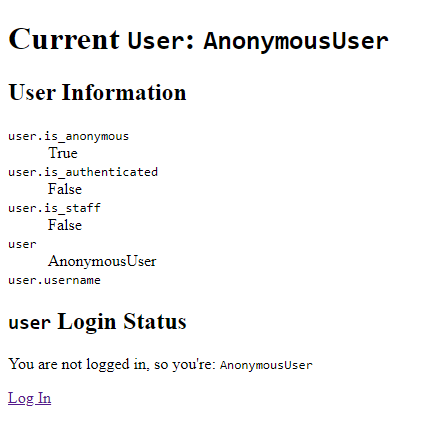 Current User: AnonymousUser
User Information
user.is_anonymous
True
user.is_authenticated
False
user.is_staff
False
user
AnonymousUser
user.username
user Login Status
You are not logged in, so you're: AnonymousUser
Log In